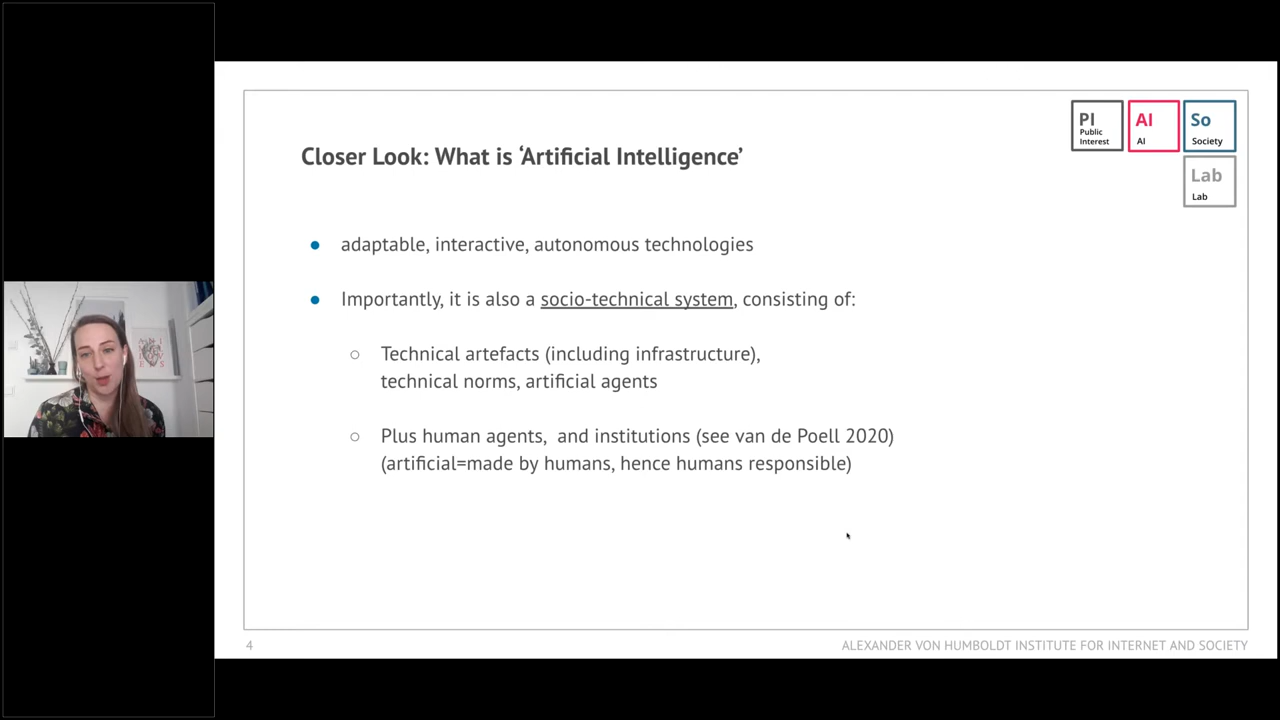 PI
Public
Interest
AI
AI
So
Society
Lab
Lab
Closer Look: What is ‘Artificial Intelligence’
● adaptable, interactive, autonomous technologies
● Importantly, it is also a socio-technical system, consisting of:
○ Technical artefacts (including infrastructure),
technical norms, artificial agents
○ Plus human agents,  and institutions (see van de Poell 2020)
(artificial=made by humans, hence humans responsible)
4
ALEXANDER VON HUMBOLDT INSTITUTE FOR INTERNET AND SOCIETY